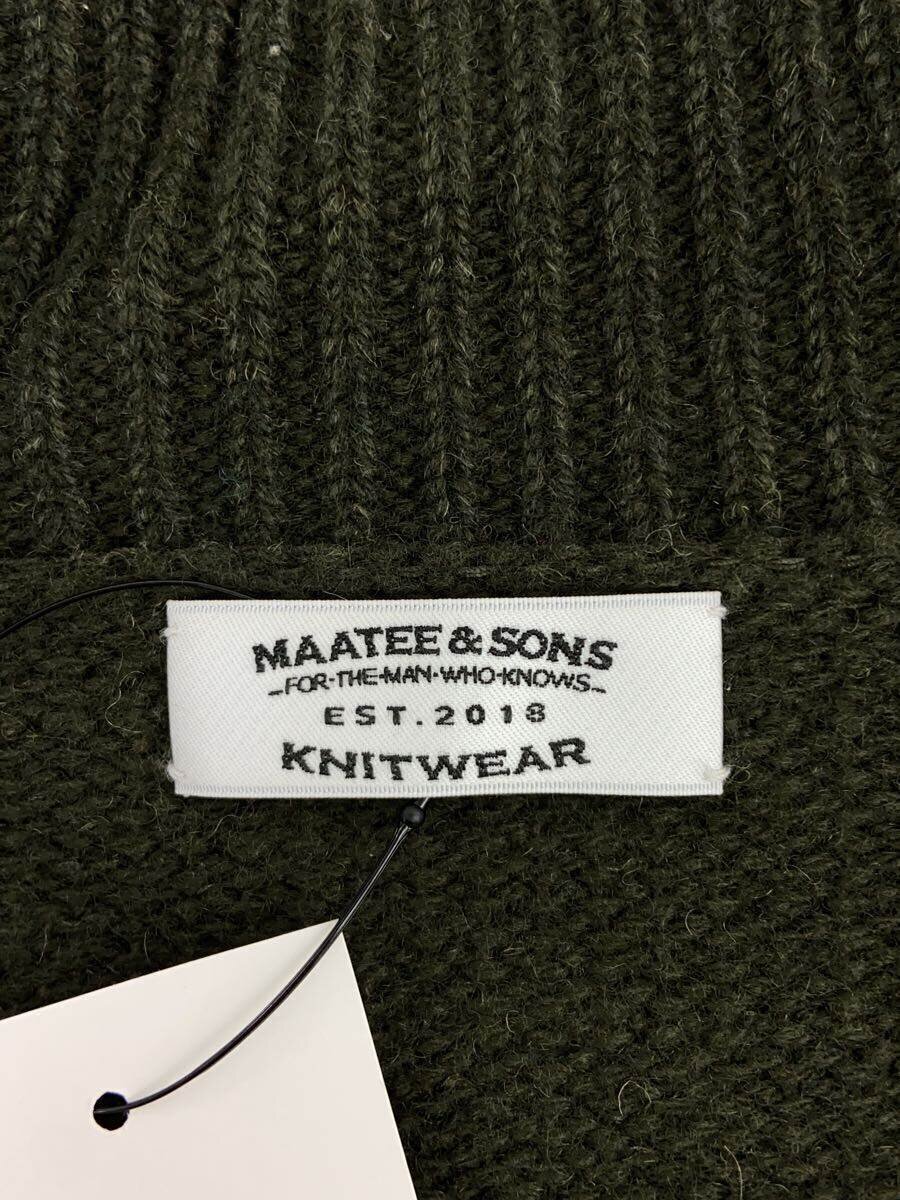 MAATEE & SONS
FOR·THE·MAN·WHO·KNOWS
EST. 2018
KNITWEAR